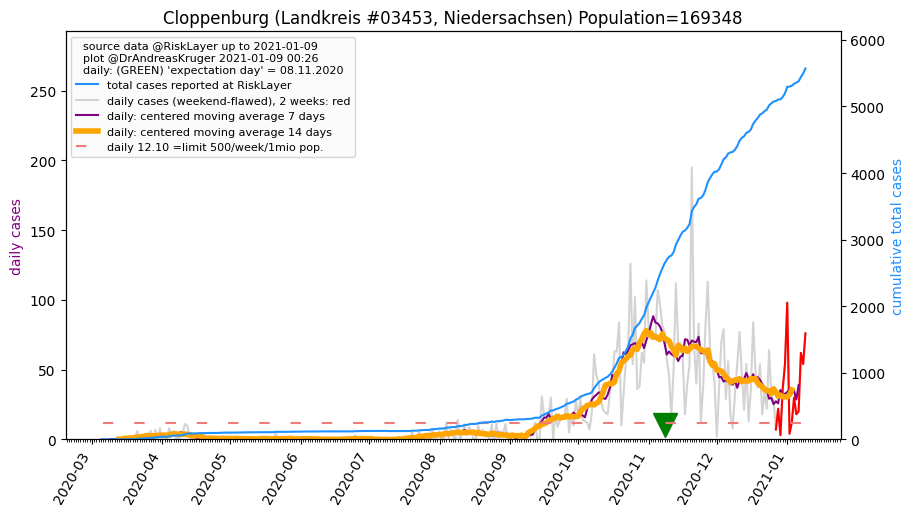 Cloppenburg (Landkreis #03453, Niedersachsen) Population=169348
source data @RiskLayer up to 2021-01-09
plot @DrAndreasKruger 2021-01-09 00:26
daily: (GREEN) 'expectation day' = 08.11.2020
total cases reported at RiskLayer
daily cases (weekend-flawed), 2 weeks: red
daily: centered moving average 7 days
daily: centered moving average 14 days
daily 12.10 =limit 500/week/1mio pop.
daily cases
250
200
150
100
50
0
6000
5000
4000
3000
2000
1000
0
cumulative total cases
2020-03
2020-04
2020-05
2020-06
2020-07
2020-08
2020-09
2020-10
2020-11
2020-12
2021-01